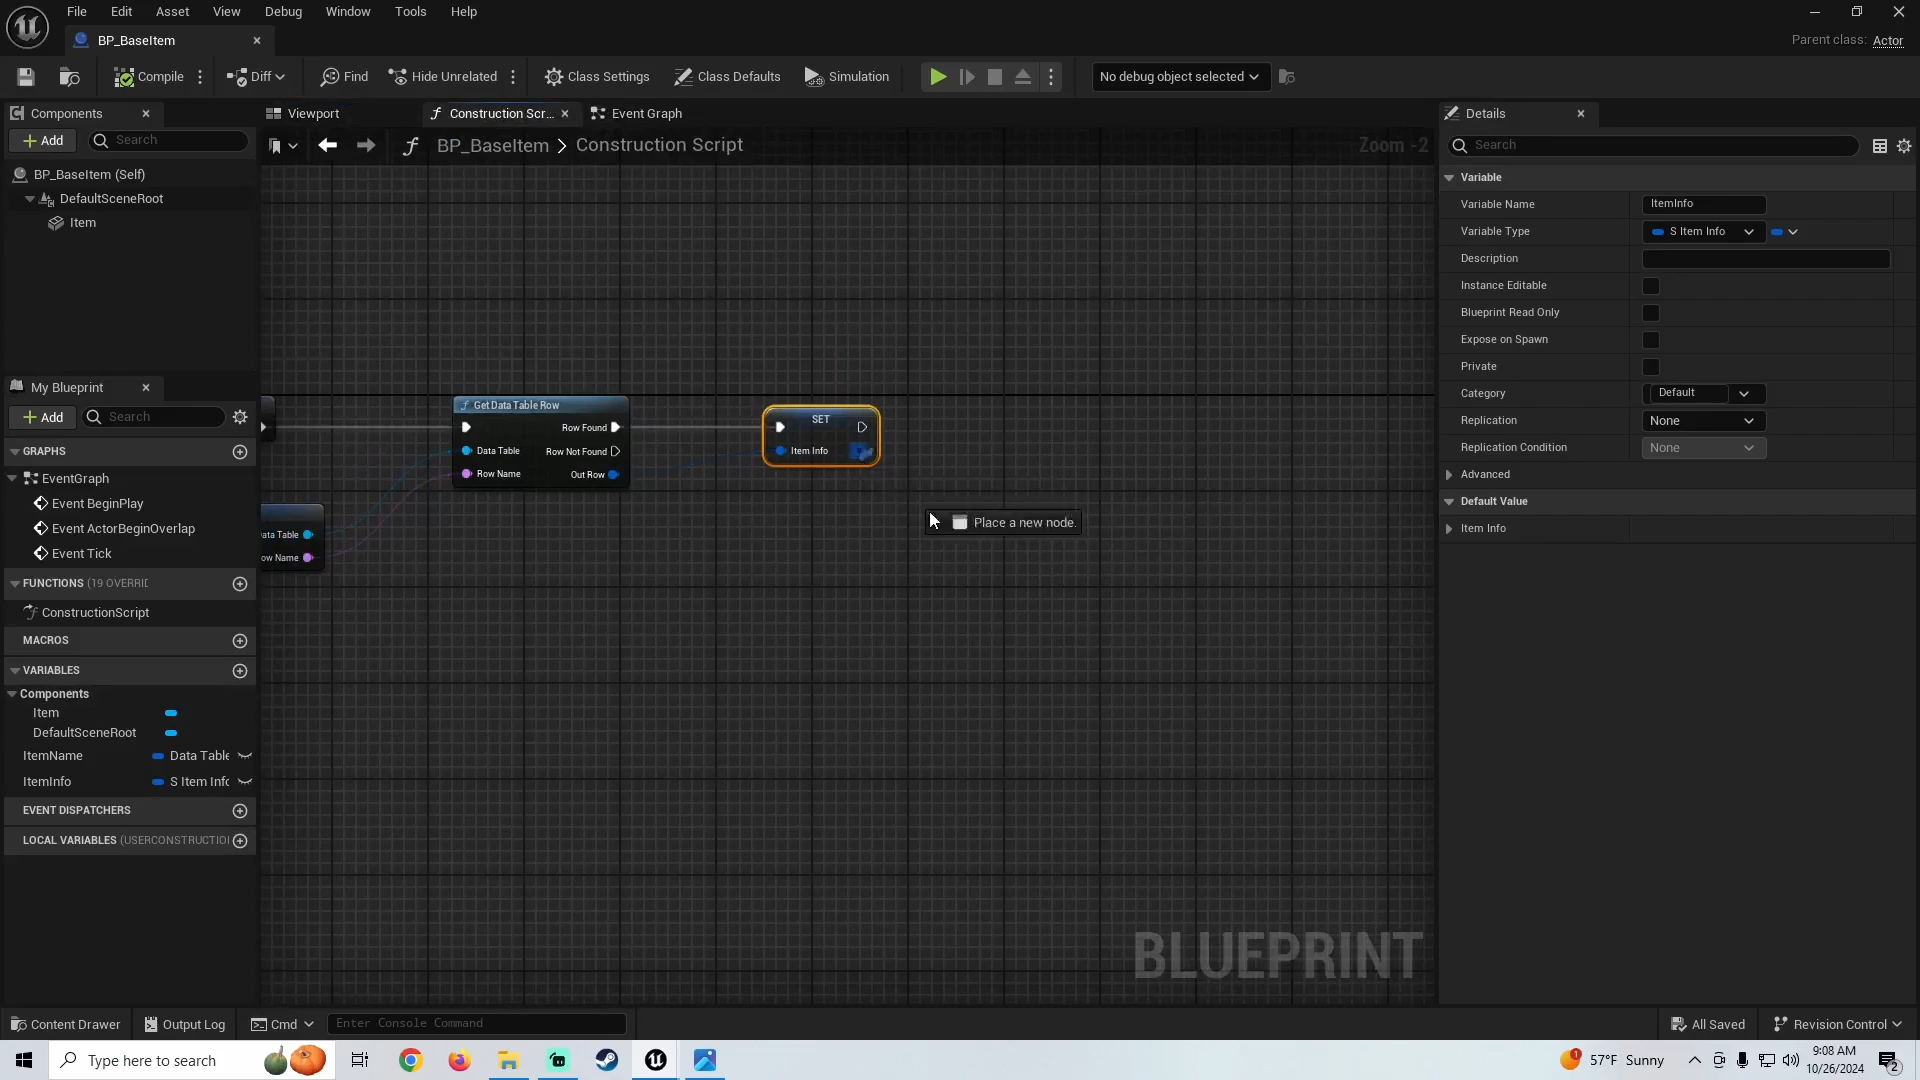 File Edit Asset View Debug Window Tools Help
BP_BaseItem
Parent class: Actor
Compile Diff Find Hide Unrelated Class Settings Class Defaults Simulation No debug object selected
Components
Add Search
BP_BaseItem (Self)
DefaultSceneRoot
Item
My Blueprint
Add Search
GRAPHS
EventGraph
Event BeginPlay
Event ActorBeginOverlap
Event Tick
FUNCTIONS (19 OVERRID
ConstructionScript
MACROS
VARIABLES
Components
Item
DefaultSceneRoot
ItemName Data Table
ItemInfo S Item Info
EVENT DISPATCHERS
LOCAL VARIABLES (USERCONSTRUCTIO
Viewport Construction Scr... Event Graph
BP_BaseItem > Construction Script
Zoom -2
Get Data Table Row
Row Found
Data Table Row Not Found
Row Name Out Row
SET
Item Info
ata Table
ow Name
Place a new node.
BLUEPRINT
Details
Search
Variable
Variable Name ItemInfo
Variable Type S Item Info
Description
Instance Editable
Blueprint Read Only
Expose on Spawn
Private
Category Default
Replication None
Replication Condition None
Advanced
Default Value
Item Info
Content Drawer Output Log Cmd Enter Console Command All Saved Revision Control
Type here to search
57°F Sunny
9:08 AM
10/26/2024
1
2